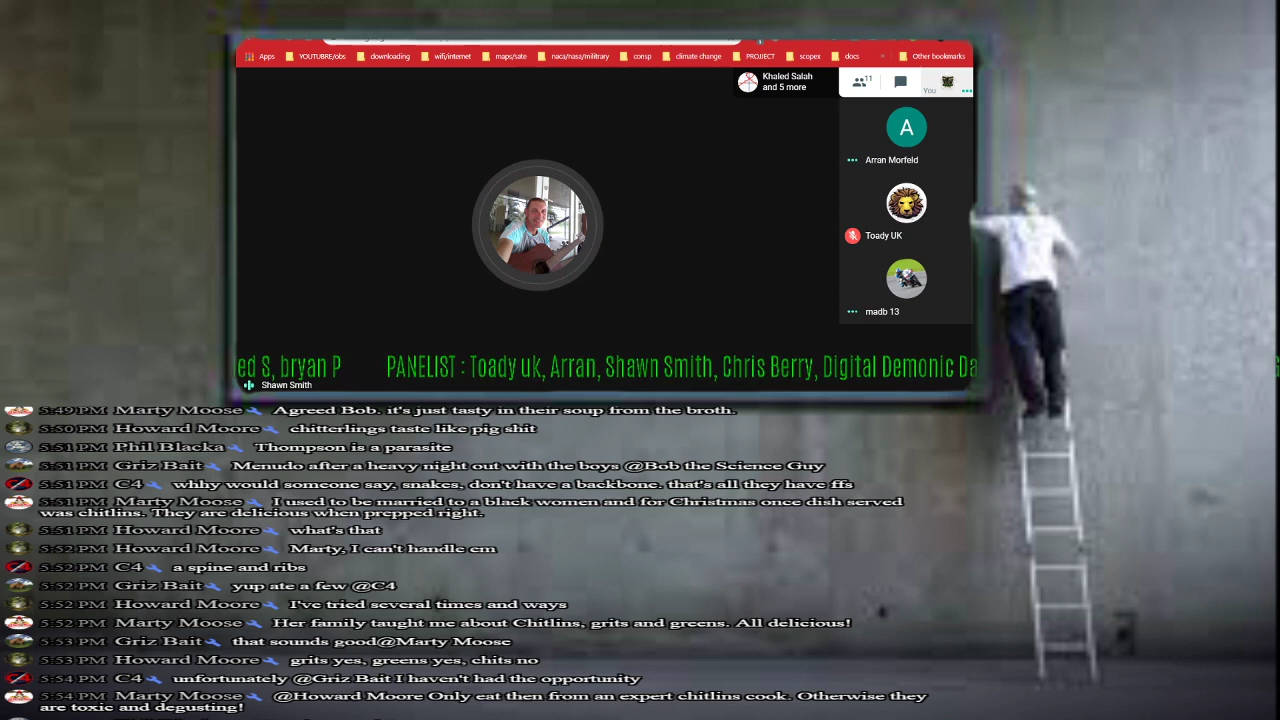 Apps YOUTUBRE/obs downloading wifi/internet maps/sate naca/nasa/militrary consp climate change PROJECT scopex docs Other bookmarks
Khaled Salah
and 5 more
11
You
A
Arran Morfeld
Toady UK
madb 13
ed S, bryan P PANELIST : Toady uk, Arran, Shawn Smith, Chris Berry, Digital Demonic Da
Shawn Smith
5:49 PM Marty Moose Agreed Bob. it's just tasty in their soup from the broth.
5:50 PM Howard Moore chitterlings taste like pig shit
5:51 PM Phil Blacka Thompson is a parasite
5:51 PM Griz Bait Menudo after a heavy night out with the boys @Bob the Science Guy
5:51 PM C4 whhy would someone say, snakes, don't have a backbone. that's all they have ffs
5:51 PM Marty Moose I used to be married to a black women and for Christmas once dish served
was chitlins. They are delicious when prepped right.
5:51 PM Howard Moore what's that
5:52 PM Howard Moore Marty, I can't handle em
5:52 PM C4 a spine and ribs
5:52 PM Griz Bait yup ate a few @C4
5:52 PM Howard Moore I've tried several times and ways
5:52 PM Marty Moose Her family taught me about Chitlins, grits and greens. All delicious!
5:53 PM Griz Bait that sounds good@Marty Moose
5:53 PM Howard Moore grits yes, greens yes, chits no
5:54 PM C4 unfortunately @Griz Bait I haven't had the opportunity
5:54 PM Marty Moose @Howard Moore Only eat then from an expert chitlins cook. Otherwise they
are toxic and degusting!